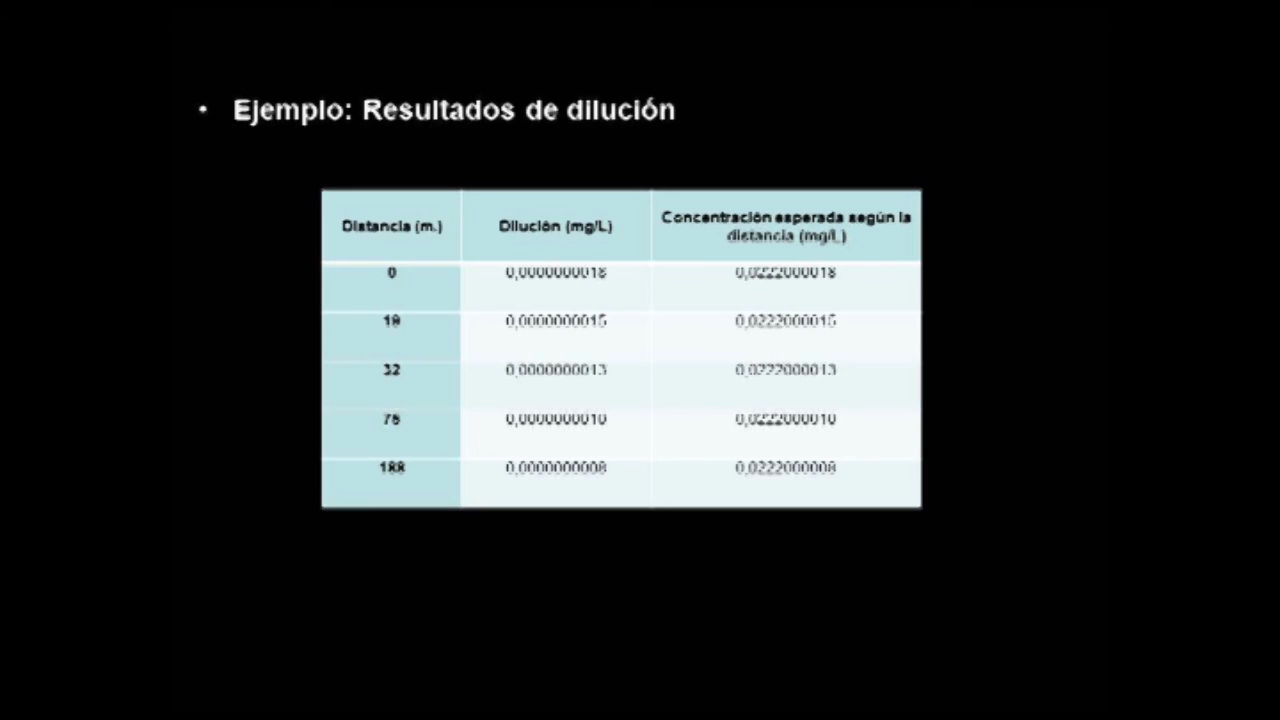 • Ejemplo: Resultados de dilución
Distancia (m.) Dilución (mg/L) Concentración esperada según la
distancia (mg/L)
0 0,0000000018 0,0222000018
19 0,0000000015 0,0222000015
32 0,0000000013 0,0222000013
0,0000000010 0,0222000010
188 0,0000000008 0,0222000008